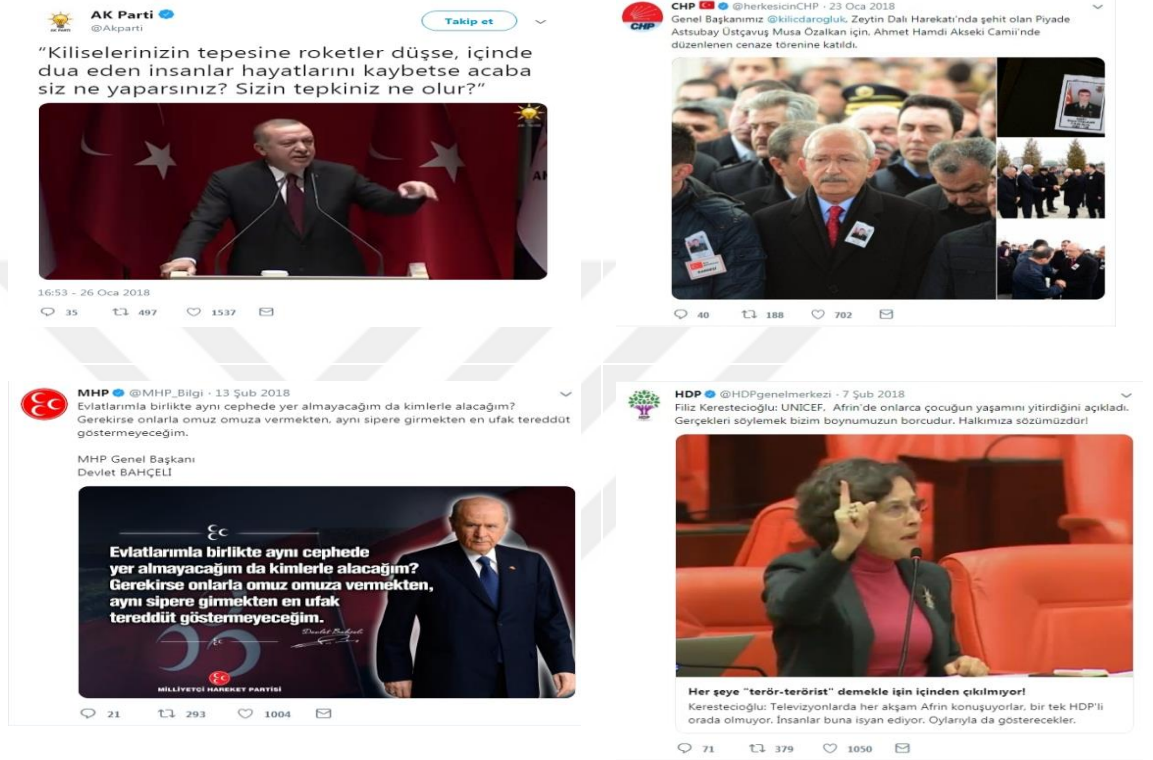 AK Parti
@Akparti
Takip et
"Kiliselerinizin tepesine roketler düşse, içinde
dua eden insanlar hayatlarını kaybetse acaba
siz ne yaparsınız? Sizin tepkiniz ne olur?"
16:53 - 26 Oca 2018
35 497 1537
CHP @herkesicinCHP · 23 Oca 2018
Genel Başkanımız @kilicdarogluk, Zeytin Dalı Harekatı'nda şehit olan Piyade
Astsubay Üstçavuş Musa Özalkan için, Ahmet Hamdi Akseki Camii'nde
düzenlenen cenaze törenine katıldı.
CHP
40 188 702
MHP @MHP_Bilgi · 13 Şub 2018
Evlatlarımla birlikte aynı cephede yer almayacağım da kimlerle alacağım?
Gerekirse onlarla omuz omuza vermekten, aynı sipere girmekten en ufak tereddüt
göstermeyeceğim.
MHP Genel Başkanı
Devlet BAHÇELİ
Evlatlarımla birlikte aynı cephede
yer almayacağım da kimlerle alacağım?
Gerekirse onlarla omuz omuza vermekten,
aynı sipere girmekten en ufak
tereddüt göstermeyeceğim.
Devlet Bahçeli
MİLLİYETÇİ HAREKET PARTİSİ
21 293 1004
HDP @HDPgenelmerkezi · 7 Şub 2018
Filiz Kerestecioğlu: UNICEF, Afrin'de onlarca çocuğun yaşamını yitirdiğini açıkladı.
Gerçekleri söylemek bizim boynumuzun borcudur. Halkımıza sözümüzdür!
HDP
Her şeye "terör-terörist" demekle işin içinden çıkılmıyor!
Kerestecioğlu: Televizyonlarda her akşam Afrin konuşuyorlar, bir tek HDP'li
orada olmuyor. İnsanlar buna isyan ediyor. Oylarıyla da gösterecekler.
71 379 1050